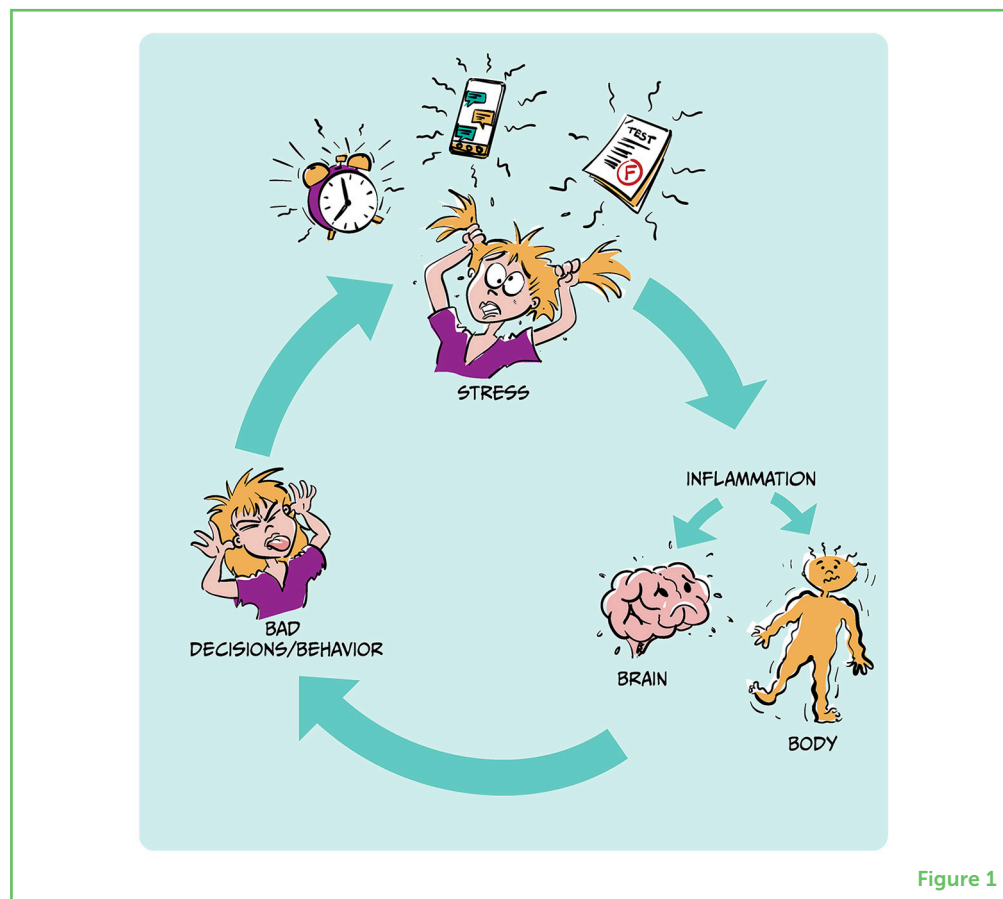 TEST
F
STRESS
INFLAMMATION
BRAIN
BODY
BAD
DECISIONS/BEHAVIOR
Figure 1